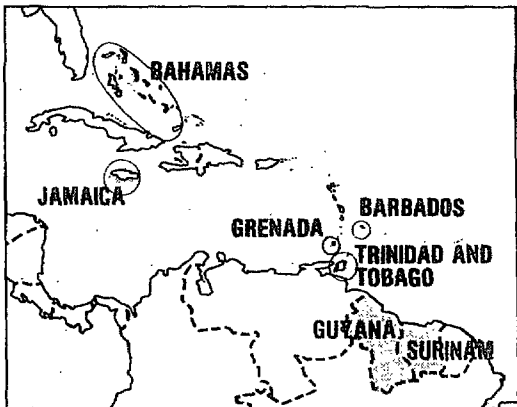 BAHAMAS
JAMAICA
GRENADA
BARBADOS
TRINIDAD AND
TOBAGO
GUYANA
SURINAM